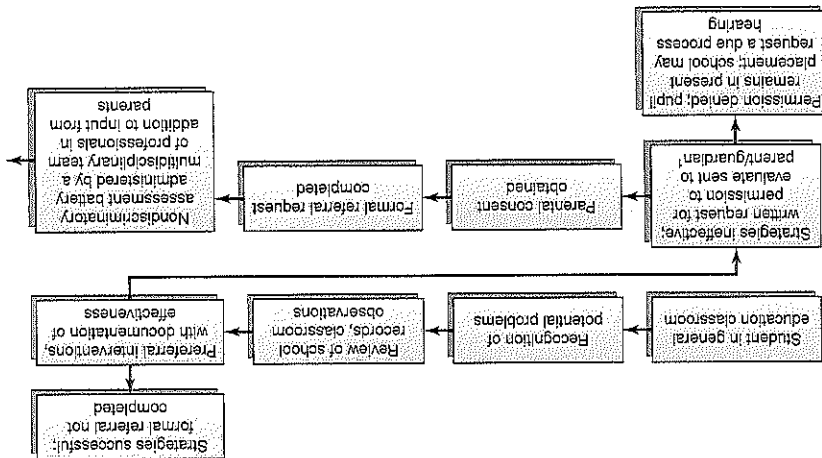 Strategies successful;
formal referral not
completed
Student in general
education classroom
Recognition of
potential problems
Review of school
records, classroom,
observations
Prereferral interventions,
with documentation of
effectiveness
Strategies ineffective;
written request for
permission to
evaluate sent to
parent/guardian¹
Parental consent
obtained
Formal referral request
completed
Nondiscriminatory
assessment battery
administered by a
multidisciplinary team
of professionals in
addition to input from
parents
Permission denied; pupil
remains in present
placement; school may
request a due process
hearing